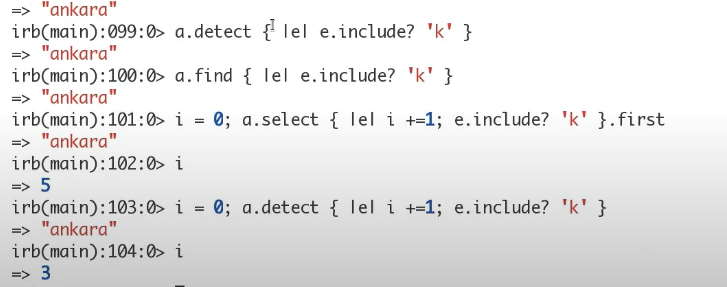 => "ankara"
irb(main):099:0> a.detect { |e| e.include? 'k' }
=> "ankara"
irb(main):100:0> a.find { |e| e.include? 'k' }
=> "ankara"
irb(main):101:0> i = 0; a.select { |e| i +=1; e.include? 'k' }.first
=> "ankara"
irb(main):102:0> i
=> 5
irb(main):103:0> i = 0; a.detect { |e| i +=1; e.include? 'k' }
=> "ankara"
irb(main):104:0> i
=> 3